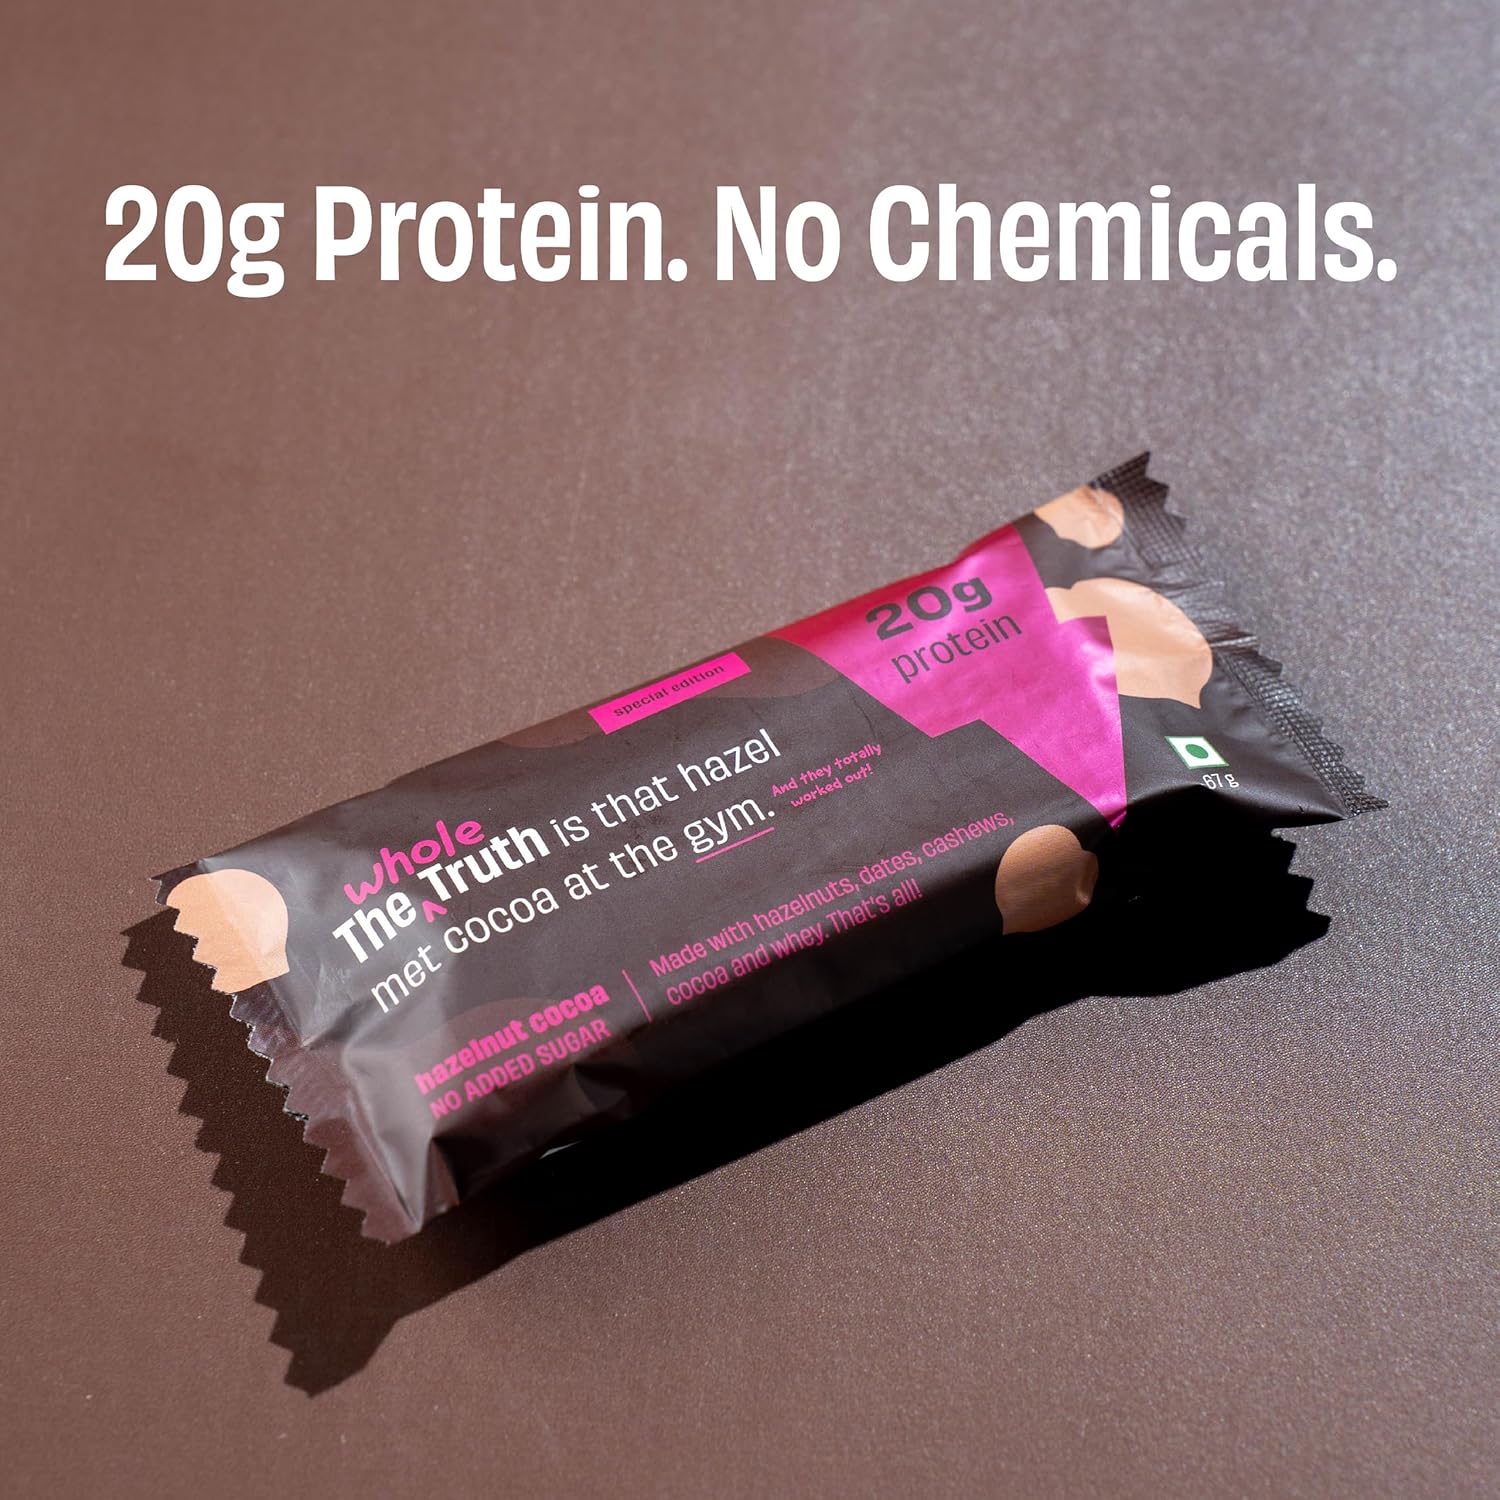 20g Protein. No Chemicals.
20g
protein
special edition
whole
The Truth is that hazel
met cocoa at the gym.
And they totally
worked out!
67 g
hazelnut cocoa
NO ADDED SUGAR
Made with hazelnuts, dates, cashews,
cocoa and whey. That's all!